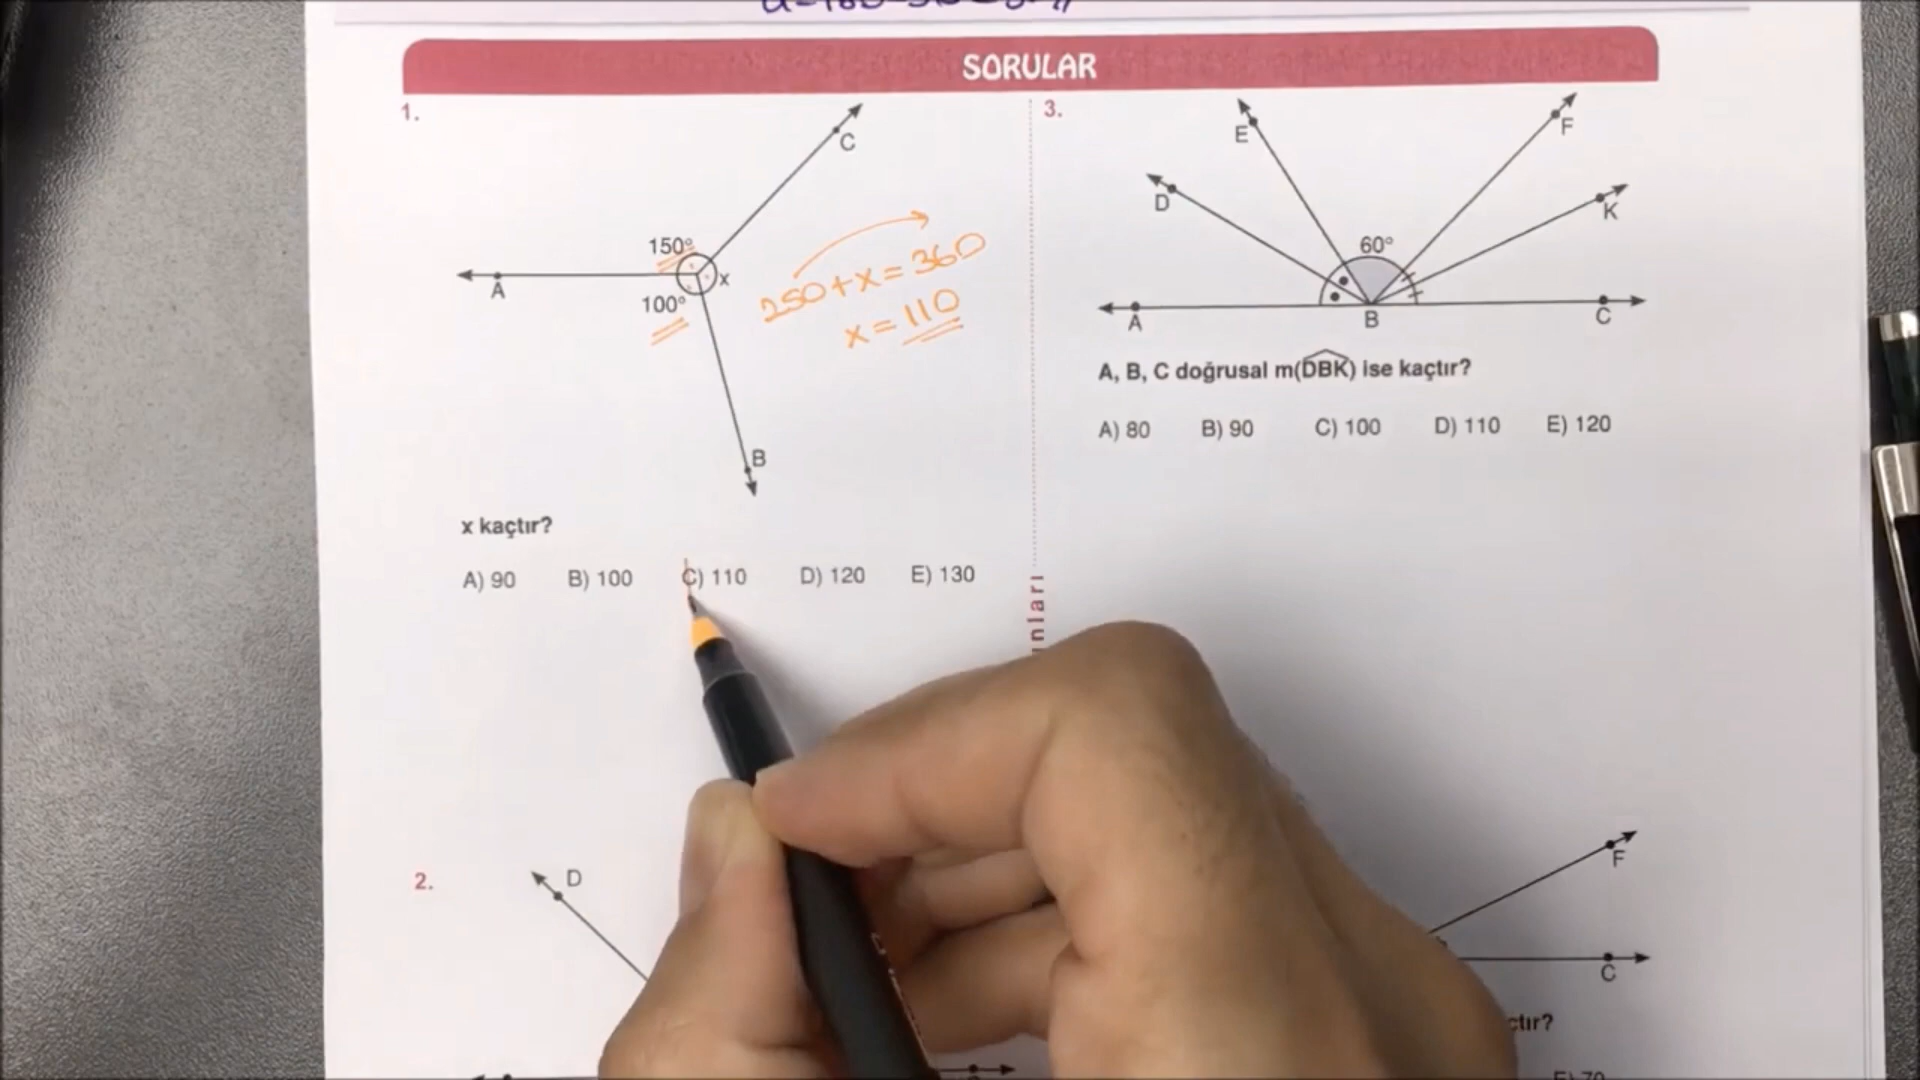 SORULAR
1.
C
150°
A
x
100°
250+x=360
x=110
B
x kaçtır?
A) 90 B) 100 C) 110 D) 120 E) 130
2.
D
3.
E
F
D
K
60°
A
B
C
A, B, C doğrusal m(DBK) ise kaçtır?
A) 80 B) 90 C) 100 D) 110 E) 120
F
C
E) 70